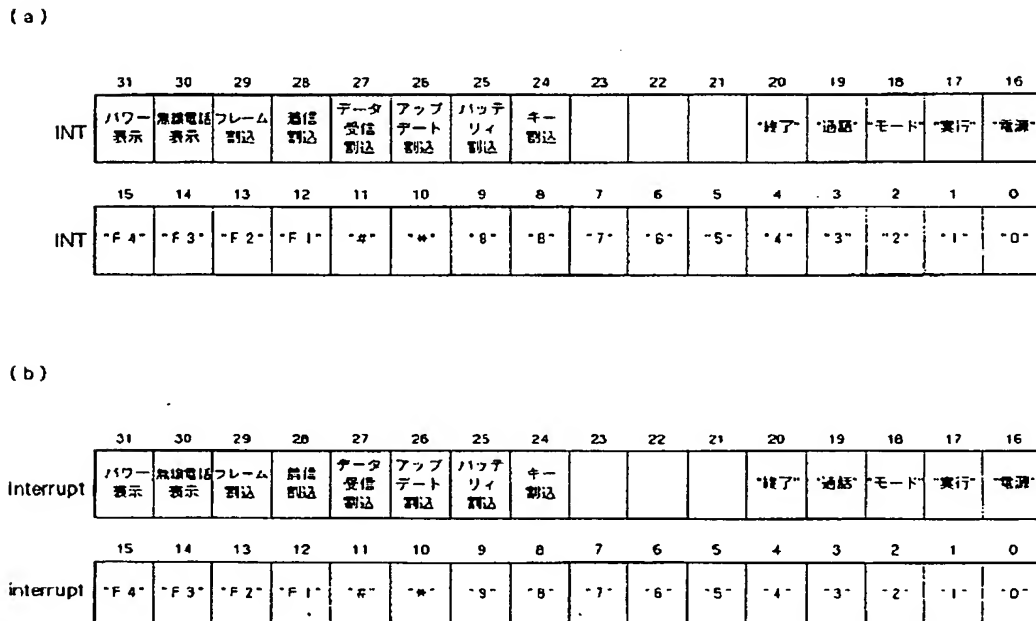 (a)
31 30 29 28 27 26 25 24 23 22 21 20 19 18 17 16
INT パワー表示 無線電話表示 フレーム割込 着信割込 データ受信割込 アップデート割込 バッテリィ割込 キー割込 "終了" "通話" "モード" "実行" "電源"
15 14 13 12 11 10 9 8 7 6 5 4 3 2 1 0
INT "F4" "F3" "F2" "F1" "#" "*" "8" "8" "7" "6" "5" "4" "3" "2" "1" "0"
(b)
31 30 29 28 27 26 25 24 23 22 21 20 19 18 17 16
Interrupt パワー表示 無線電話表示 フレーム割込 着信割込 データ受信割込 アップデート割込 バッテリィ割込 キー割込 "終了" "通話" "モード" "実行" "電源"
15 14 13 12 11 10 9 8 7 6 5 4 3 2 1 0
interrupt "F4" "F3" "F2" "F1" "#" "*" "9" "8" "7" "6" "5" "4" "3" "2" "1" "0"